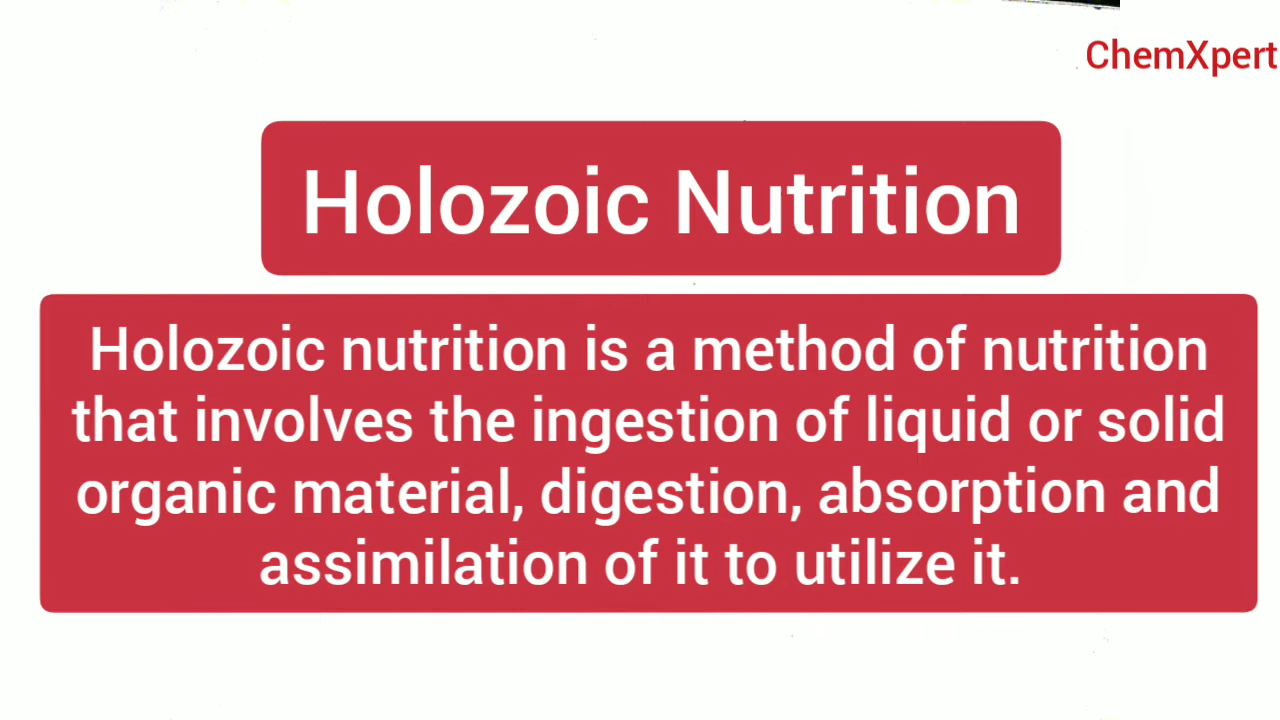 ChemXpert
Holozoic Nutrition
Holozoic nutrition is a method of nutrition
that involves the ingestion of liquid or solid
organic material, digestion, absorption and
assimilation of it to utilize it.